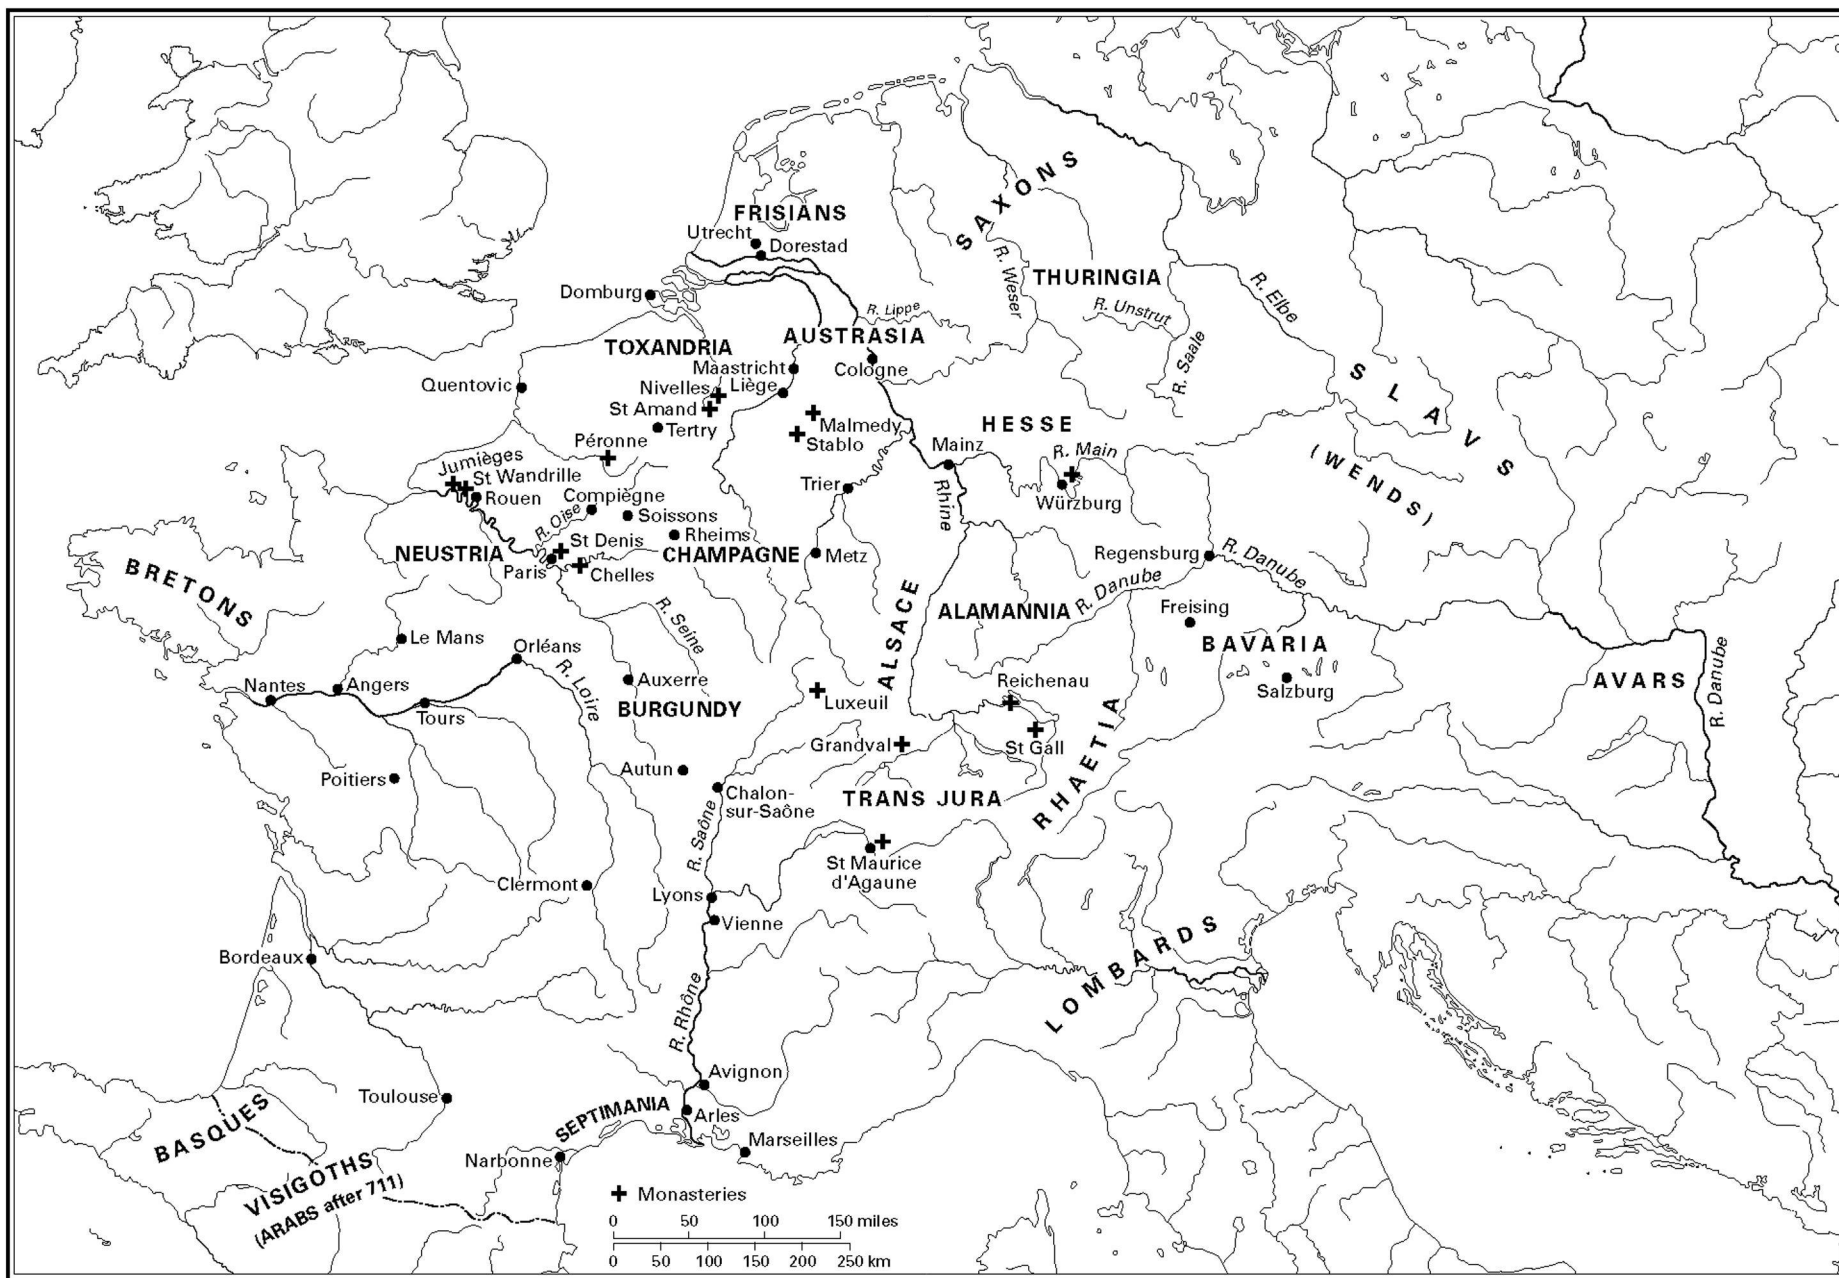 SAXONS
FRISIANS
Utrecht
Dorestad
R. Weser
THURINGIA
Domburg
R. Elbe
R. Lippe
R. Unstrut
AUSTRASIA
TOXANDRIA
R. Saale
Maastricht
Cologne
Quentovic
Nivelles
Liège
SLAVS
St Amand
Malmedy
HESSE
Tertry
Stablo
Péronne
Mainz
R. Main
(WENDS)
Jumièges
St Wandrille
Rouen
Compiègne
Trier
Rhine
Würzburg
R. Oise
Soissons
Rheims
St Denis
NEUSTRIA
CHAMPAGNE
Metz
Regensburg
R. Danube
Paris
Chelles
BRETONS
R. Danube
ALSACE
ALAMANNIA
Freising
R. Seine
Le Mans
Orléans
BAVARIA
R. Loire
Nantes
Angers
Auxerre
Reichenau
Salzburg
AVARS
R. Danube
Luxeuil
BURGUNDY
Tours
Grandval
St Gall
RHAETIA
Poitiers
Autun
Chalon-
sur-Saône
TRANS JURA
R. Saône
St Maurice
d'Agaune
Clermont
Lyons
Vienne
LOMBARDS
Bordeaux
R. Rhône
Avignon
Toulouse
SEPTIMANIA
Arles
BASQUES
Marseilles
Narbonne
VISIGOTHS
(ARABS after 711)
Monasteries
0 50 100 150 miles
0 50 100 150 200 250 km